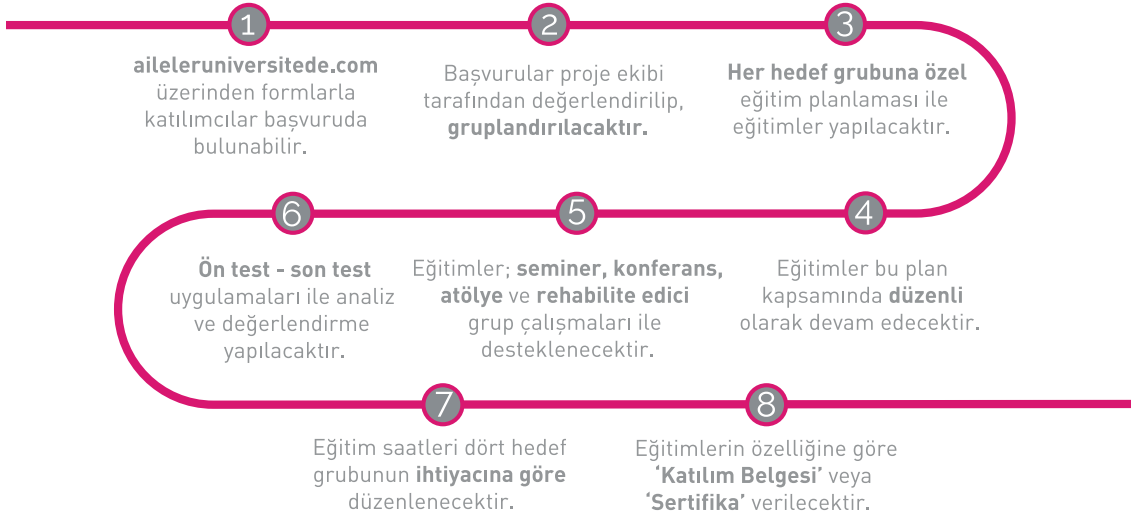 1
aileleruniversitede.com
üzerinden formlarla
katılımcılar başvuruda
bulunabilir.
2
Başvurular proje ekibi
tarafından değerlendirilip,
gruplandırılacaktır.
3
Her hedef grubuna özel
eğitim planlaması ile
eğitimler yapılacaktır.
4
Eğitimler bu plan
kapsamında düzenli
olarak devam edecektir.
5
Eğitimler; seminer, konferans,
atölye ve rehabilite edici
grup çalışmaları ile
desteklenecektir.
6
Ön test - son test
uygulamaları ile analiz
ve değerlendirme
yapılacaktır.
7
Eğitim saatleri dört hedef
grubunun ihtiyacına göre
düzenlenecektir.
8
Eğitimlerin özelliğine göre
‘Katılım Belgesi’ veya
‘Sertifika’ verilecektir.